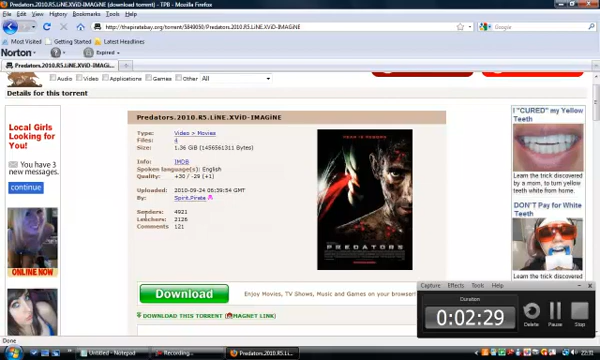 Predators.2010.R5.LiNE.XViD-IMAGiNE (download torrent) - TPB - Mozilla Firefox
File Edit View History Bookmarks Tools Help
http://thepiratebay.org/torrent/5849050/Predators.2010.R5.LiNE.XViD-IMAGiNE
Google
Most Visited Getting Started Latest Headlines
Norton Expired
Predators.2010.R5.LiNE.XViD-IMAGi...
Audio Video Applications Games Other All
Details for this torrent
Predators.2010.R5.LiNE.XViD-IMAGiNE
Type: Video > Movies
Files: 4
Size: 1.36 GiB (1456561311 Bytes)
Info: IMDB
Spoken language(s): English
Quality: +30 / -29 (+1)
Uploaded: 2010-09-24 06:39:54 GMT
By: Spirit.Pirate
Seeders: 4921
Leechers: 2126
Comments 121
FEAR IS REBORN
PREDATORS
Local Girls
Looking for
You!
You have 3
new messages.
continue
ONLINE NOW
I "CURED" my Yellow
Teeth
Learn the trick discovered
by a mom, to turn yellow
teeth white from home.
DON'T Pay for White
Teeth
Learn the trick, discovered
Download
Enjoy Movies, TV Shows, Music and Games on your browser!
DOWNLOAD THIS TORRENT (MAGNET LINK)
Capture Effects Tools Help
Duration
0:02:29
Delete
Pause
Stop
Done
Untitled - Notepad
Recording...
Predators.2010.R5.Li...
22:31